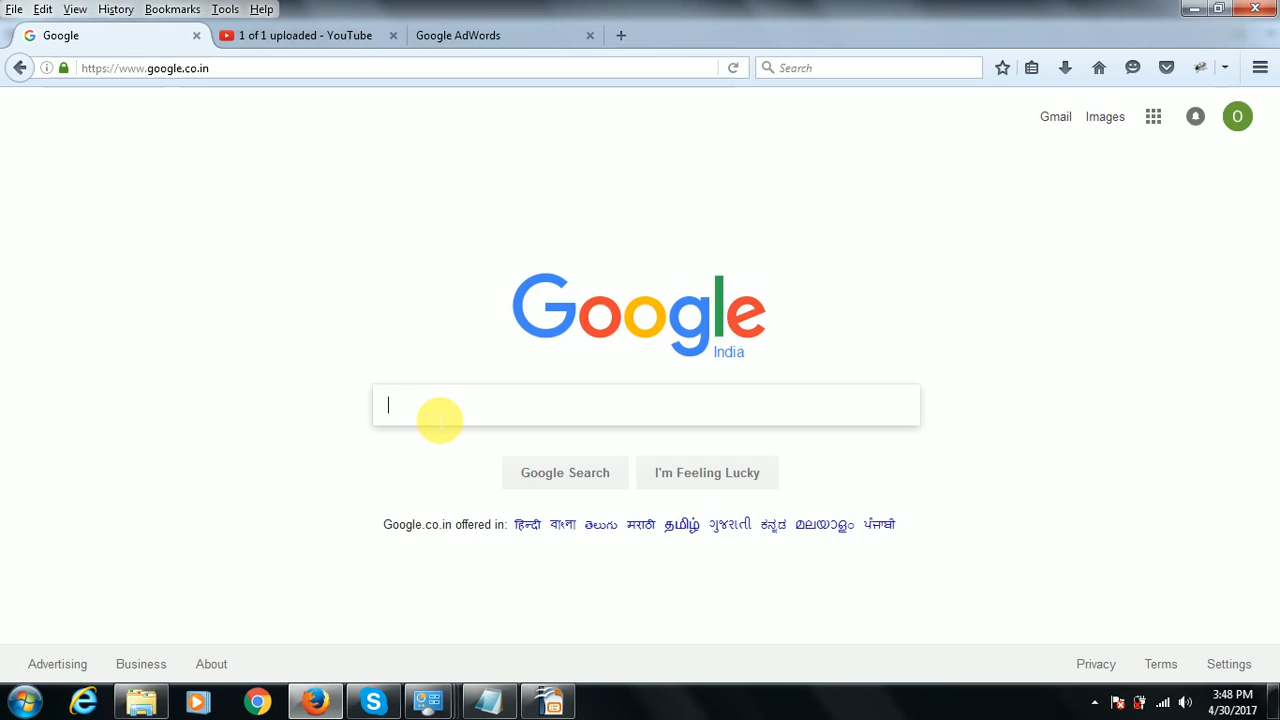 File Edit View History Bookmarks Tools Help
Google 1 of 1 uploaded - YouTube Google AdWords
https://www.google.co.in Search
Gmail Images O
Google
India
Google Search I'm Feeling Lucky
Google.co.in offered in: हिन्दी বাংলা తెలుగు मराठी தமிழ் ગુજરાતી ಕನ್ನಡ മലയാളം ਪੰਜਾਬੀ
Advertising Business About Privacy Terms Settings
3:48 PM
4/30/2017